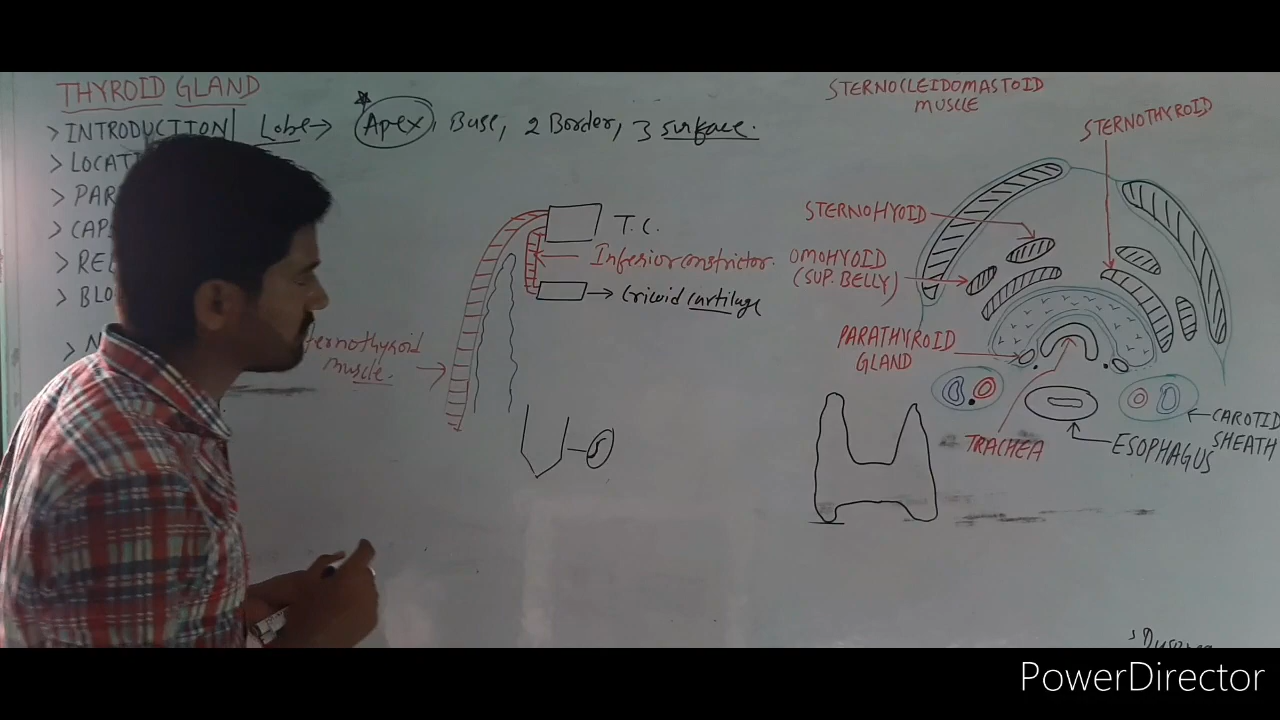 THYROID GLAND
> INTRODUCTION
Lobe → Apex, Base, 2 Border, 3 surface.
T.C.
Inferior constrictor.
Cricoid cartilage
muscle.
STERNOCLEIDOMASTOID
MUSCLE
STERNOTHYROID
STERNOHYOID
OMOHYOID
(SUP. BELLY)
PARATHYROID
GLAND
TRACHEA
ESOPHAGUS
CAROTID
SHEATH
PowerDirector